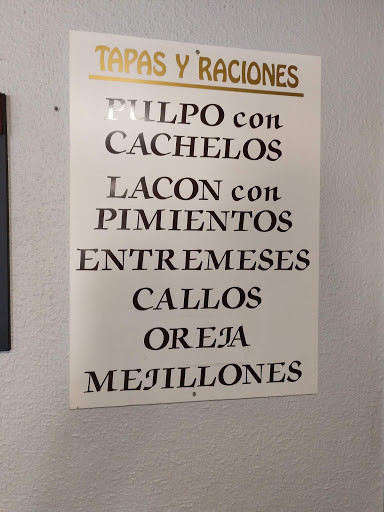 TAPAS Y RACIONES
PULPO con
CACHELOS
LACON con
PIMIENTOS
ENTREMESES
CALLOS
OREJA
MEJILLONES